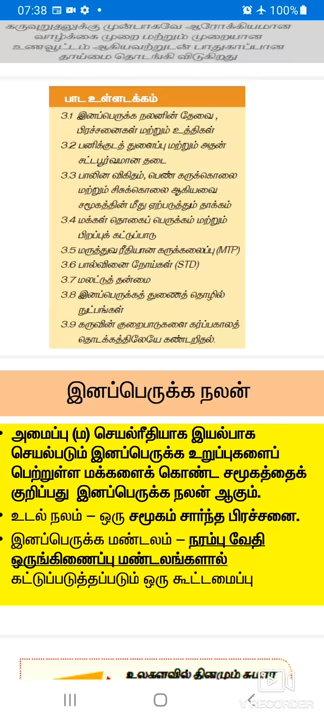 07:38
100%
கருவுறுதலுக்கு முன்பாகவே ஆரோக்கியமான
வாழ்க்கை முறை மற்றும் முறையான
உணவூட்டம் ஆகியவற்றுடன் பாதுகாப்பான
தாய்மை தொடங்கி விடுகிறது
பாட உள்ளடக்கம்
3.1 இனப்பெருக்க நலனின் தேவை,
பிரச்சனைகள் மற்றும் உத்திகள்
3.2 பனிக்குடத் துளைப்பு மற்றும் அதன்
சட்டபூர்வமான தடை
3.3 பாலின விகிதம், பெண் கருக்கொலை
மற்றும் சிசுக்கொலை ஆகியவை
சமூகத்தின் மீது ஏற்படுத்தும் தாக்கம்
3.4 மக்கள் தொகைப் பெருக்கம் மற்றும்
பிறப்புக் கட்டுப்பாடு
3.5 மருத்துவ ரீதியான கருக்கலைப்பு (MTP)
3.6 பால்வினை நோய்கள் (STD)
3.7 மலட்டுத் தன்மை
3.8 இனப்பெருக்கத் துணைத் தொழில்
நுட்பங்கள்
3.9 கருவின் குறைபாடுகளை கர்ப்பகாலத்
தொடக்கத்திலேயே கண்டறிதல்.
இனப்பெருக்க நலன்
• அமைப்பு (ம) செயல்ரீதியாக இயல்பாக
செயல்படும் இனப்பெருக்க உறுப்புகளைப்
பெற்றுள்ள மக்களைக் கொண்ட சமூகத்தைக்
குறிப்பது இனப்பெருக்க நலன் ஆகும்.
• உடல் நலம் – ஒரு சமூகம் சார்ந்த பிரச்சனை.
• இனப்பெருக்க மண்டலம் – நரம்பு வேதி
ஒருங்கிணைப்பு மண்டலங்களால்
கட்டுப்படுத்தப்படும் ஒரு கூட்டமைப்பு
உலகளவில் தினமும் சுமார்
V RECORDER